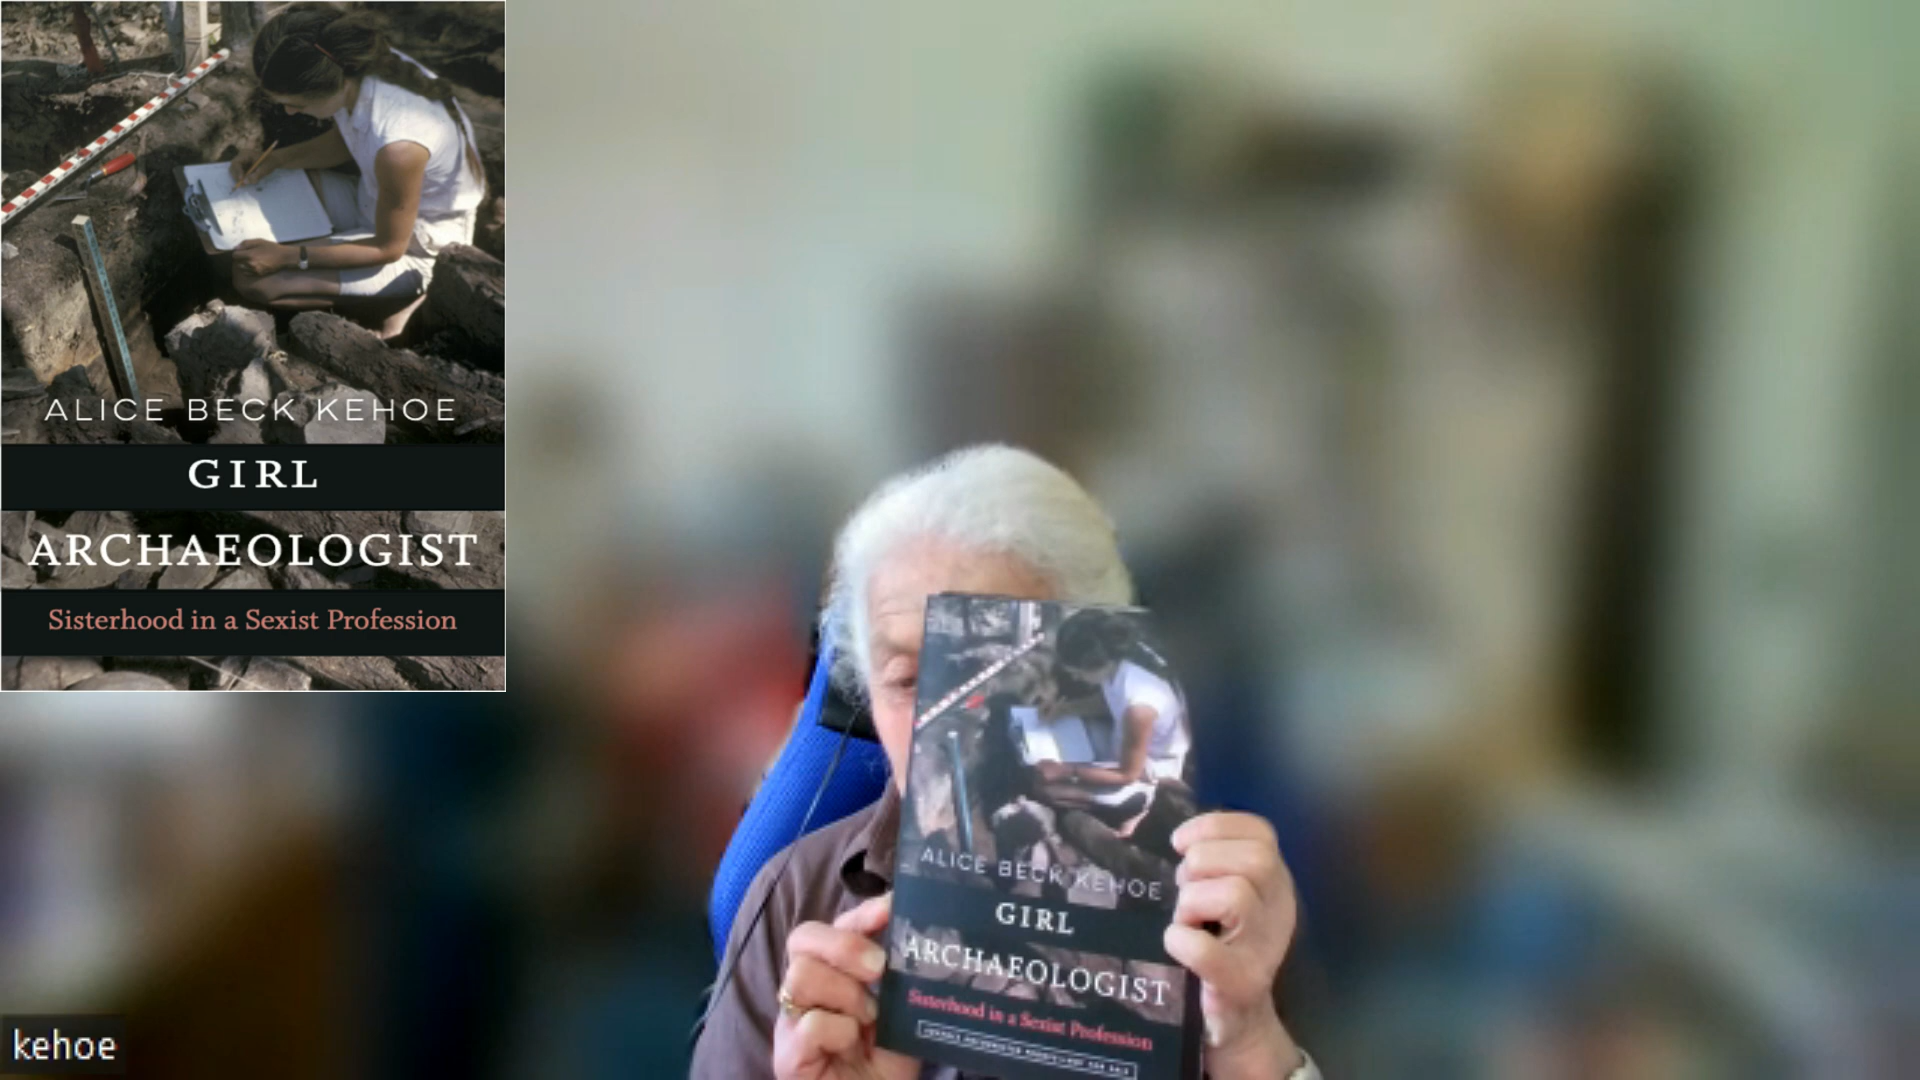 ALICE BECK KEHOE
GIRL
ARCHAEOLOGIST
Sisterhood in a Sexist Profession
ALICE BECK KEHOE
GIRL
ARCHAEOLOGIST
Sisterhood in a Sexist Profession
kehoe